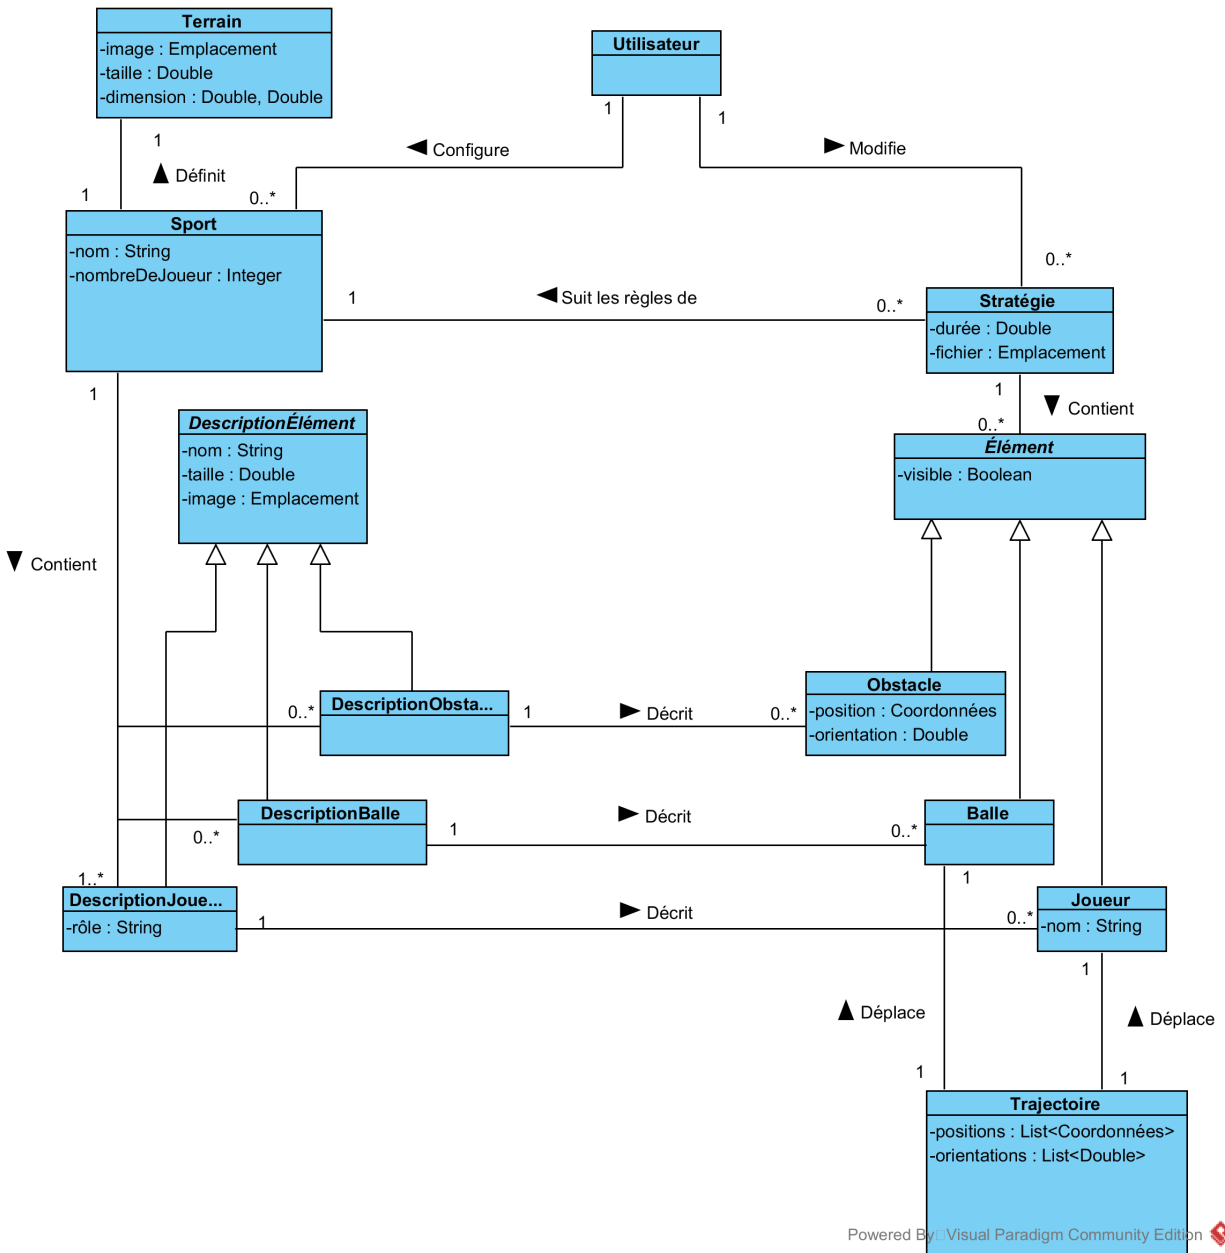 Terrain
-image : Emplacement
-taille : Double
-dimension : Double, Double
Utilisateur
1
1
1
Configure
Modifie
Définit
1
0..*
Sport
-nom : String
-nombreDeJoueur : Integer
0..*
1
Suit les règles de
0..*
Stratégie
-durée : Double
-fichier : Emplacement
1
1
Contient
0..*
DescriptionÉlément
-nom : String
-taille : Double
-image : Emplacement
Élément
-visible : Boolean
Contient
DescriptionObsta...
0..*
1
Décrit
0..*
Obstacle
-position : Coordonnées
-orientation : Double
DescriptionBalle
0..*
1
Décrit
0..*
Balle
1
1..*
DescriptionJoue...
-rôle : String
1
Décrit
0..*
Joueur
-nom : String
1
Déplace
Déplace
1
1
Trajectoire
-positions : List<Coordonnées>
-orientations : List<Double>
Powered By Visual Paradigm Community Edition